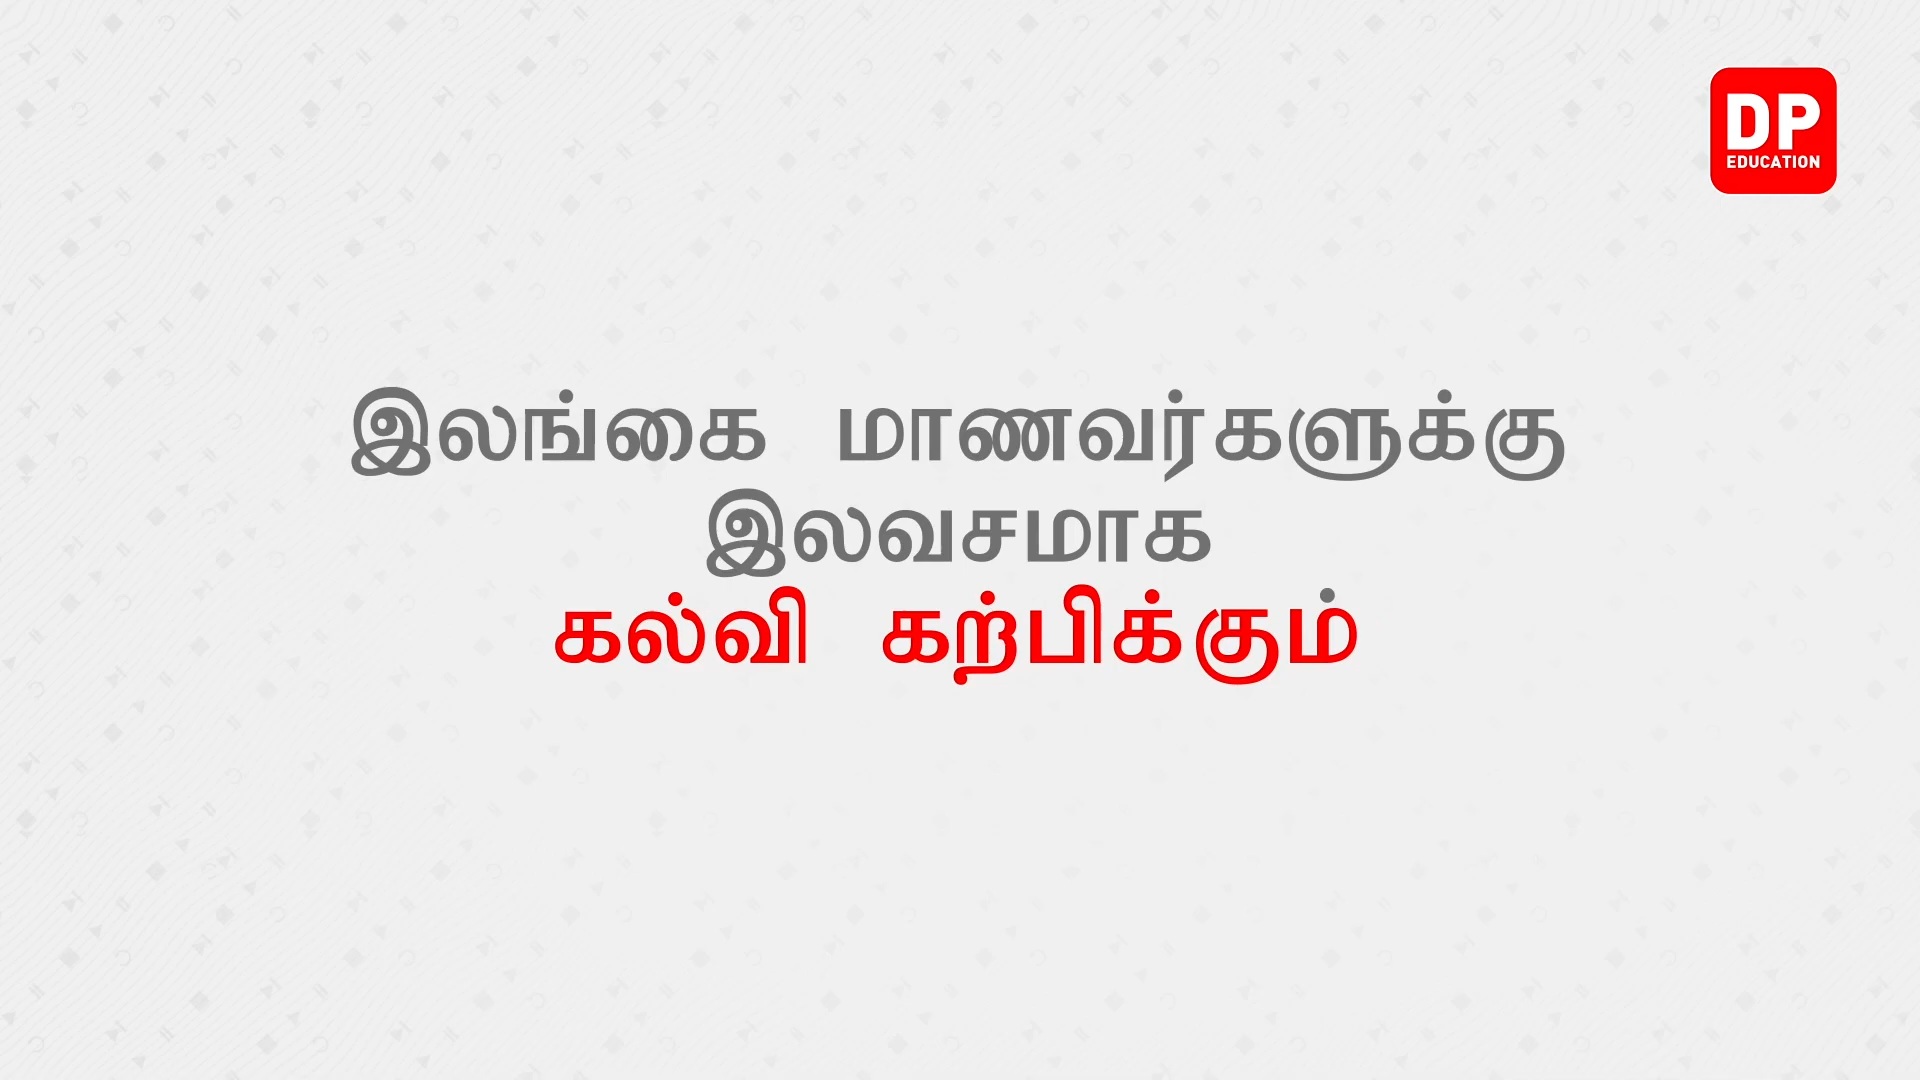 DP
EDUCATION
இலங்கை மாணவர்களுக்கு
இலவசமாக
கல்வி கற்பிக்கும்